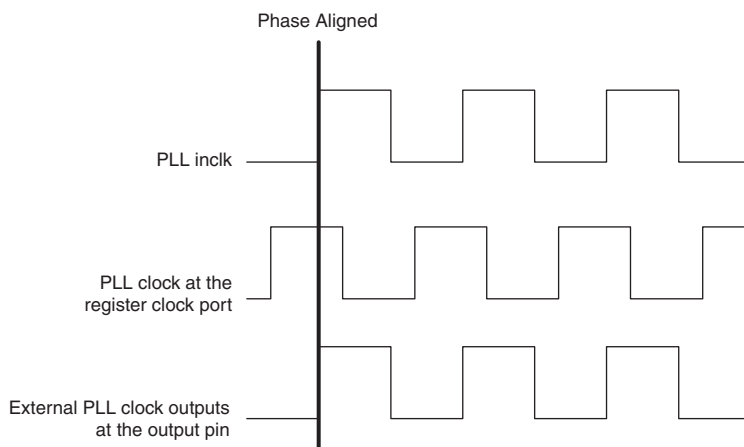 Phase Aligned
PLL inclk
PLL clock at the
register clock port
External PLL clock outputs
at the output pin